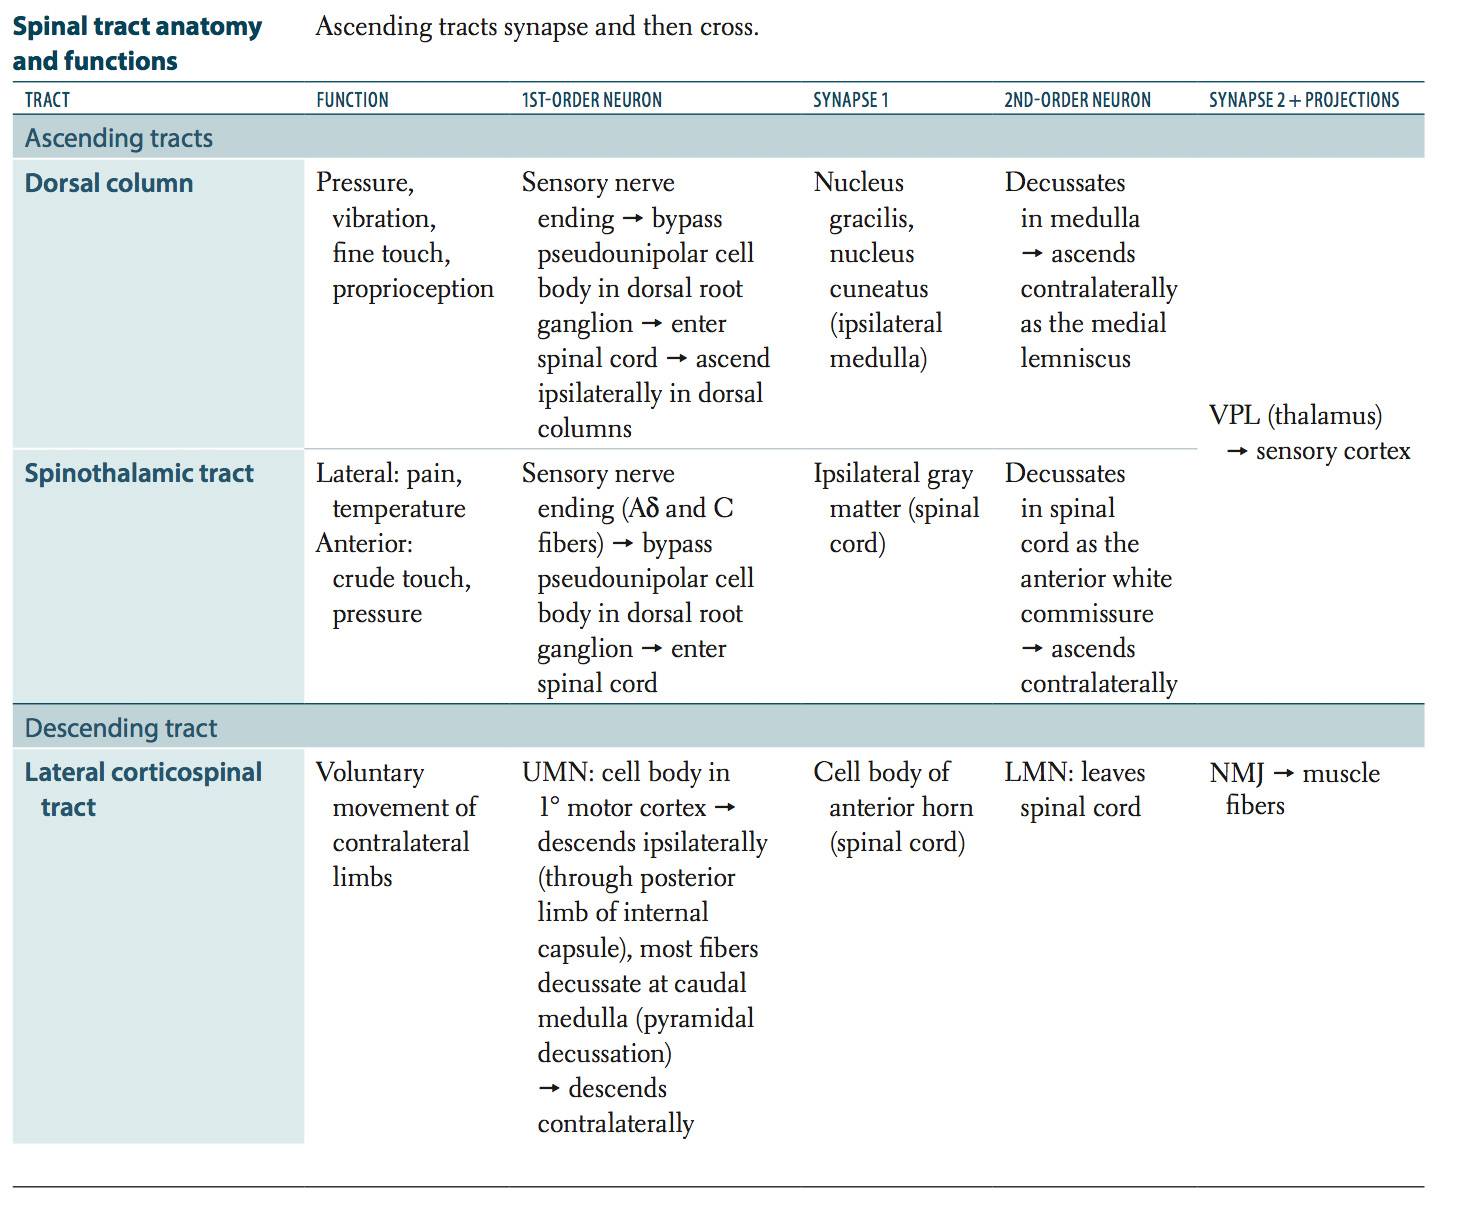 Spinal tract anatomy
and functions
Ascending tracts synapse and then cross.
TRACT
FUNCTION
1ST-ORDER NEURON
SYNAPSE 1
2ND-ORDER NEURON
SYNAPSE 2 + PROJECTIONS
Ascending tracts
Dorsal column
Pressure,
vibration,
fine touch,
proprioception
Sensory nerve
ending → bypass
pseudounipolar cell
body in dorsal root
ganglion → enter
spinal cord → ascend
ipsilaterally in dorsal
columns
Nucleus
gracilis,
nucleus
cuneatus
(ipsilateral
medulla)
Decussates
in medulla
→ ascends
contralaterally
as the medial
lemniscus
VPL (thalamus)
→ sensory cortex
Spinothalamic tract
Lateral: pain,
temperature
Anterior:
crude touch,
pressure
Sensory nerve
ending (Aδ and C
fibers) → bypass
pseudounipolar cell
body in dorsal root
ganglion → enter
spinal cord
Ipsilateral gray
matter (spinal
cord)
Decussates
in spinal
cord as the
anterior white
commissure
→ ascends
contralaterally
Descending tract
Lateral corticospinal
tract
Voluntary
movement of
contralateral
limbs
UMN: cell body in
1° motor cortex →
descends ipsilaterally
(through posterior
limb of internal
capsule), most fibers
decussate at caudal
medulla (pyramidal
decussation)
→ descends
contralaterally
Cell body of
anterior horn
(spinal cord)
LMN: leaves
spinal cord
NMJ → muscle
fibers